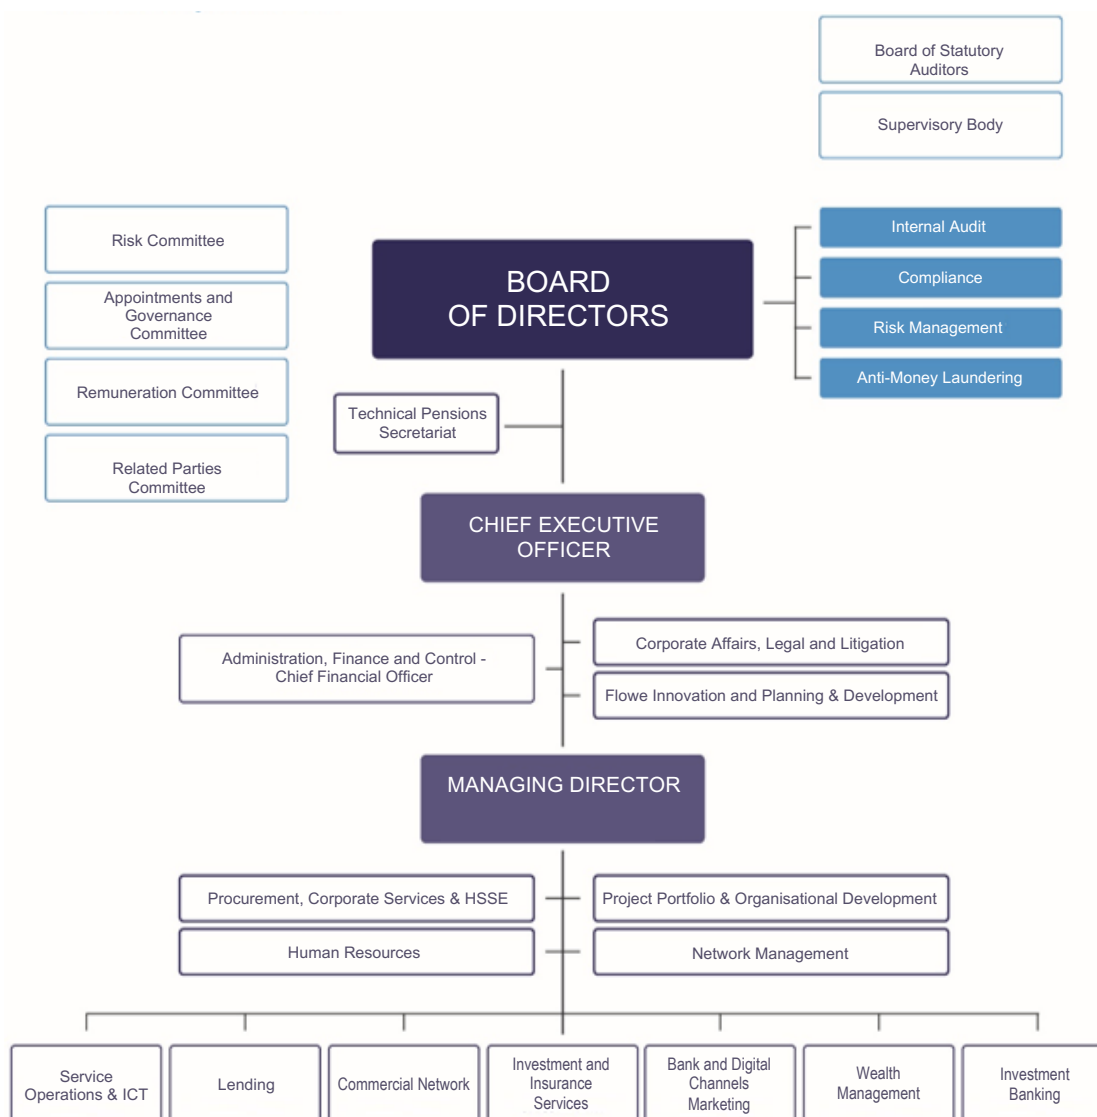 Board of Statutory
Auditors
Supervisory Body
Risk Committee
Appointments and
Governance
Committee
Remuneration Committee
Related Parties
Committee
BOARD
OF DIRECTORS
Internal Audit
Compliance
Risk Management
Anti-Money Laundering
Technical Pensions
Secretariat
CHIEF EXECUTIVE
OFFICER
Administration, Finance and Control -
Chief Financial Officer
Corporate Affairs, Legal and Litigation
Flowe Innovation and Planning & Development
MANAGING DIRECTOR
Procurement, Corporate Services & HSSE
Project Portfolio & Organisational Development
Human Resources
Network Management
Service
Operations & ICT
Lending
Commercial Network
Investment and
Insurance
Services
Bank and Digital
Channels
Marketing
Wealth
Management
Investment
Banking